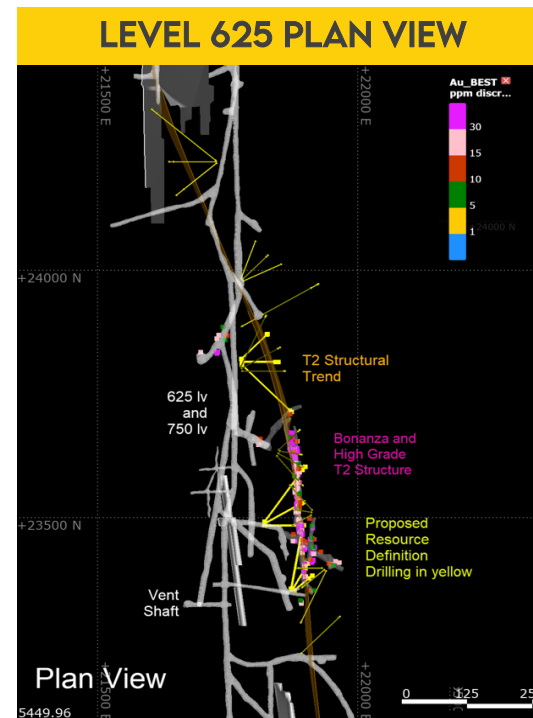 LEVEL 625 PLAN VIEW
+21500 E
+22000 E
Au_BEST
ppm discr...
30
15
10
5
1
24000 N
+24000 N
T2 Structural
Trend
625 lv
and
750 lv
Bonanza and
High Grade
T2 Structure
+23500 N
Proposed
Resource
Definition
Drilling in yellow
Vent
Shaft
+21500 E
+22000 E
Plan View
5449.96
0
125
25